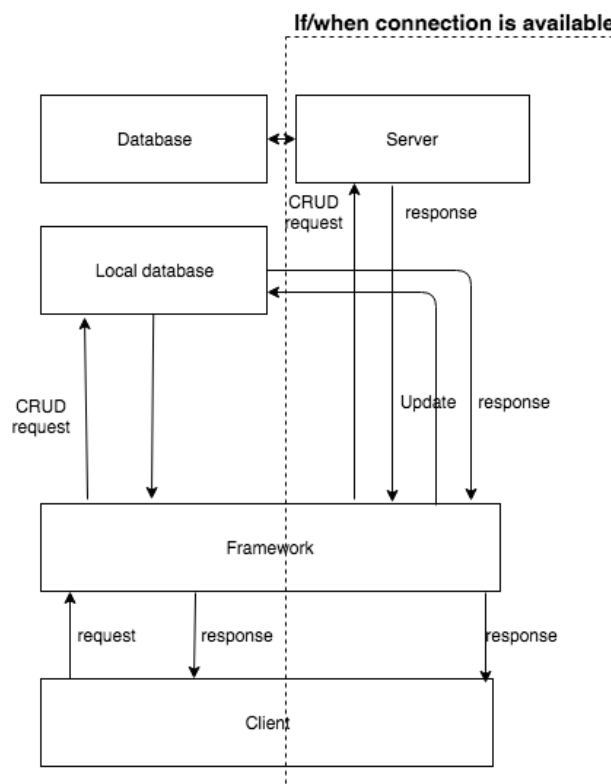 If/when connection is available
Database
Server
CRUD
request
response
Local database
CRUD
request
Update
response
Framework
request
response
response
Client